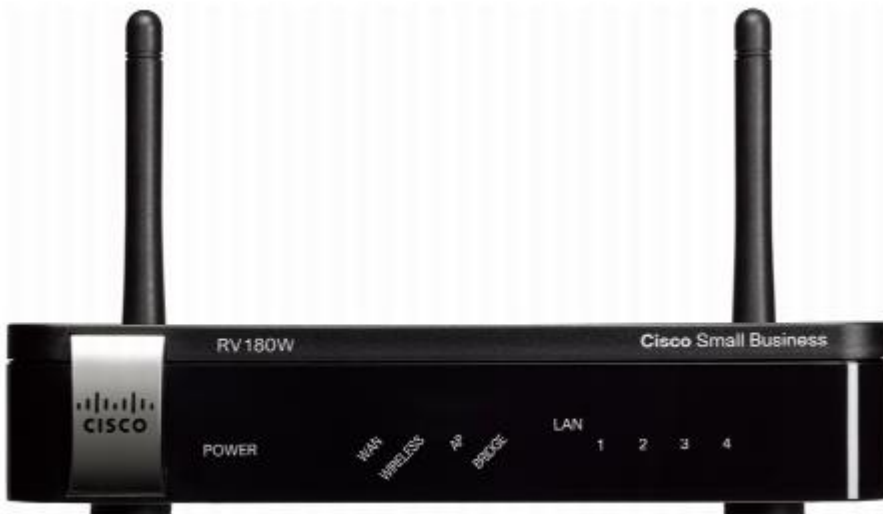 RV180W
Cisco Small Business
CISCO
POWER
WAN
WIRELESS
AP
BRIDGE
LAN
1 2 3 4